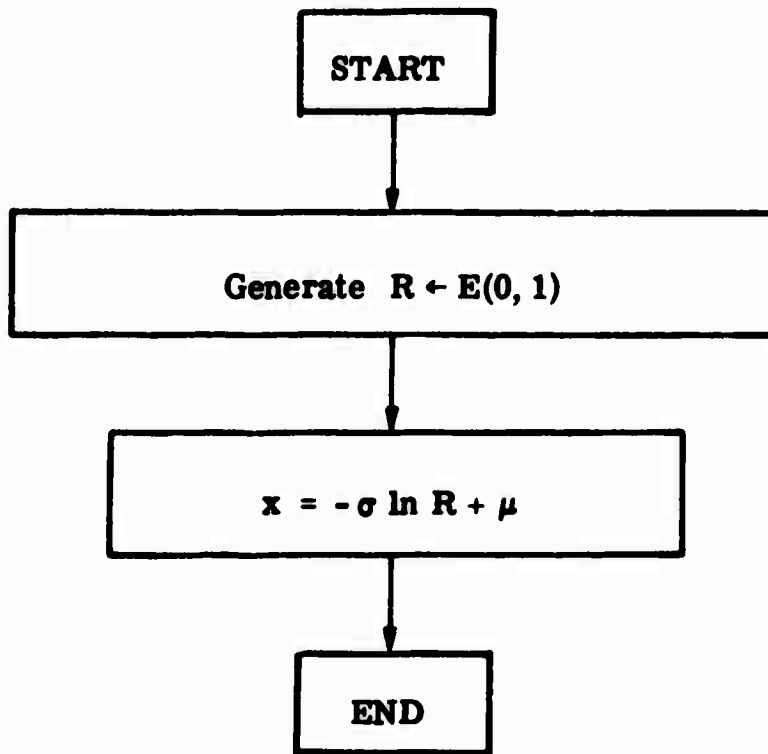 START
Generate R ← E(0, 1)
x = - σ ln R + μ
END